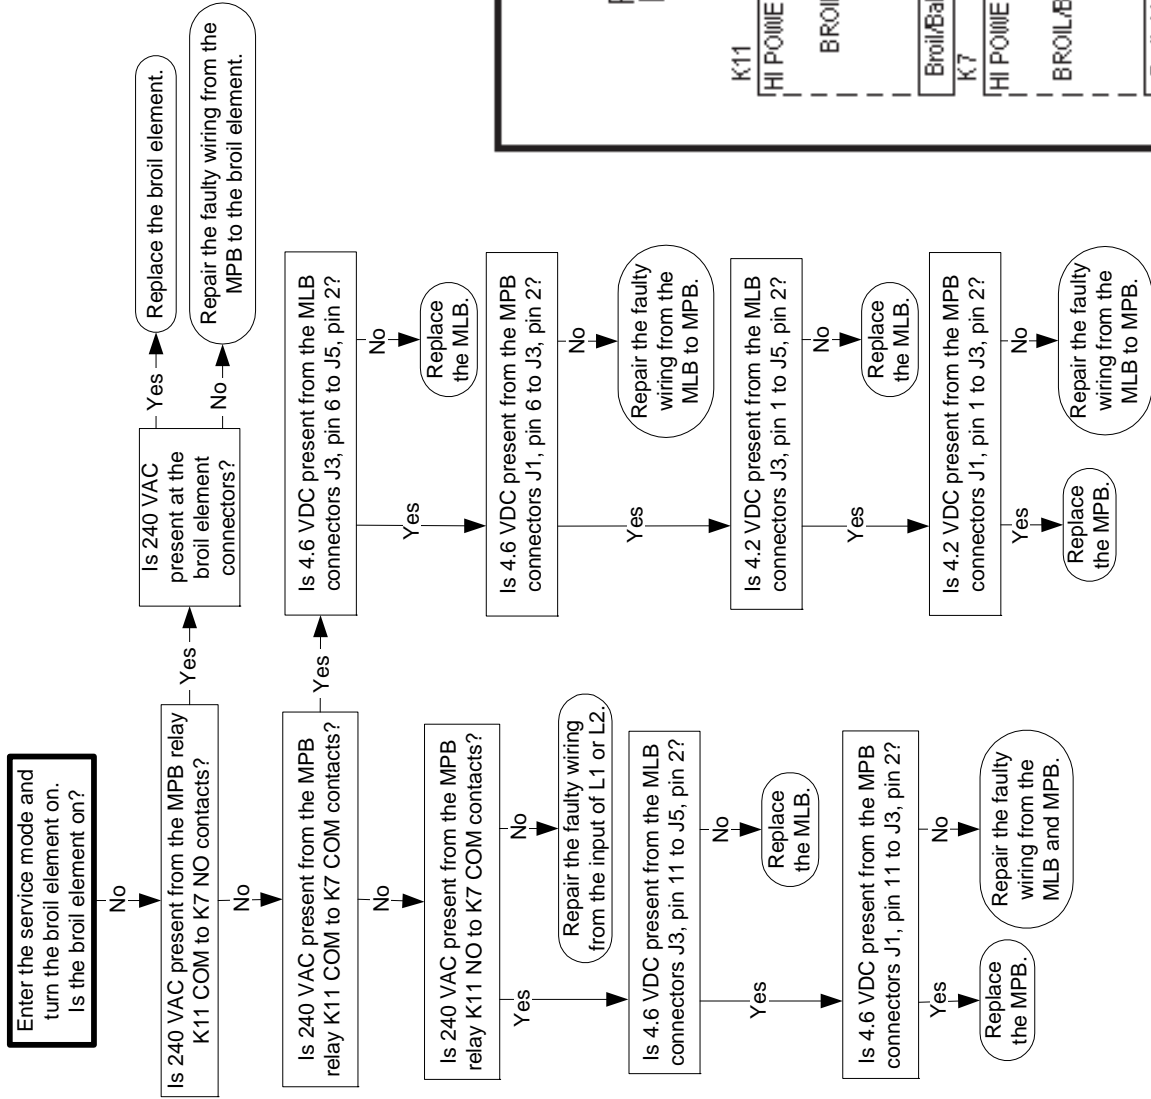 Enter the service mode and
turn the broil element on.
Is the broil element on?
No
Is 240 VAC present from the MPB relay
K11 COM to K7 NO contacts?
Yes
Is 240 VAC
present at the
broil element
connectors?
Yes
Replace the broil element.
No
Repair the faulty wiring from the
MPB to the broil element.
No
Is 240 VAC present from the MPB
relay K11 COM to K7 COM contacts?
Yes
Is 4.6 VDC present from the MLB
connectors J3, pin 6 to J5, pin 2?
No
Replace
the MLB.
Yes
Is 4.6 VDC present from the MPB
connectors J1, pin 6 to J3, pin 2?
No
Repair the faulty
wiring from the
MLB to MPB.
Yes
Is 4.2 VDC present from the MLB
connectors J3, pin 1 to J5, pin 2?
No
Replace
the MLB.
Yes
Is 4.2 VDC present from the MPB
connectors J1, pin 1 to J3, pin 2?
No
Repair the faulty
wiring from the
MLB to MPB.
Yes
Replace
the MPB.
No
Is 240 VAC present from the MPB
relay K11 NO to K7 COM contacts?
No
Repair the faulty wiring
from the input of L1 or L2.
Yes
Is 4.6 VDC present from the MLB
connectors J3, pin 11 to J5, pin 2?
No
Replace
the MLB.
Yes
Is 4.6 VDC present from the MPB
connectors J1, pin 11 to J3, pin 2?
No
Repair the faulty
wiring from the
MLB and MPB.
Yes
Replace
the MPB.
K11
HI POWE
BROI
Broil/Bal
K7
HI POWE
BROIL/B